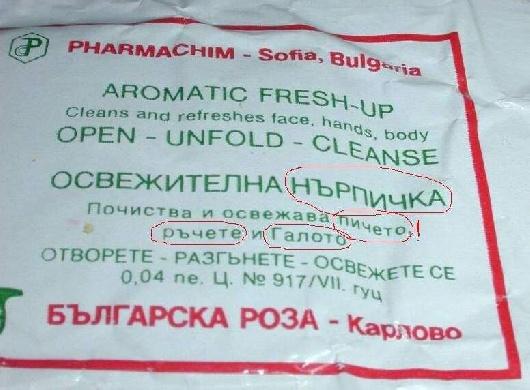 PHARMACHIM - Sofia, Bulgaria
AROMATIC FRESH-UP
Cleans and refreshes face, hands, body
OPEN - UNFOLD - CLEANSE
ОСВЕЖИТЕЛНА НЪРПИЧКА
Почиства и освежава пичето,!
ръчете и Галото
ОТВОРЕТЕ - РАЗГЪНЕТЕ - ОСВЕЖЕТЕ СЕ
0,04 пе. Ц. № 917/VII. гуц
БЪЛГАРСКА РОЗА - Карлово